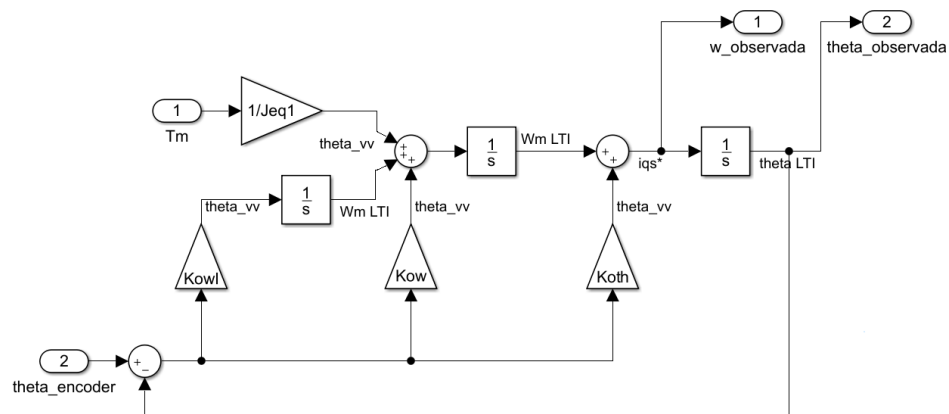 1
w_observada
2
theta_observada
1
Tm
1/Jeq1
theta_vv
+
+
+
1
s
Wm LTI
+
+
iqs*
1
s
theta LTI
theta_vv
1
s
Wm LTI
theta_vv
theta_vv
Kowl
Kow
Koth
2
theta_encoder
+
−